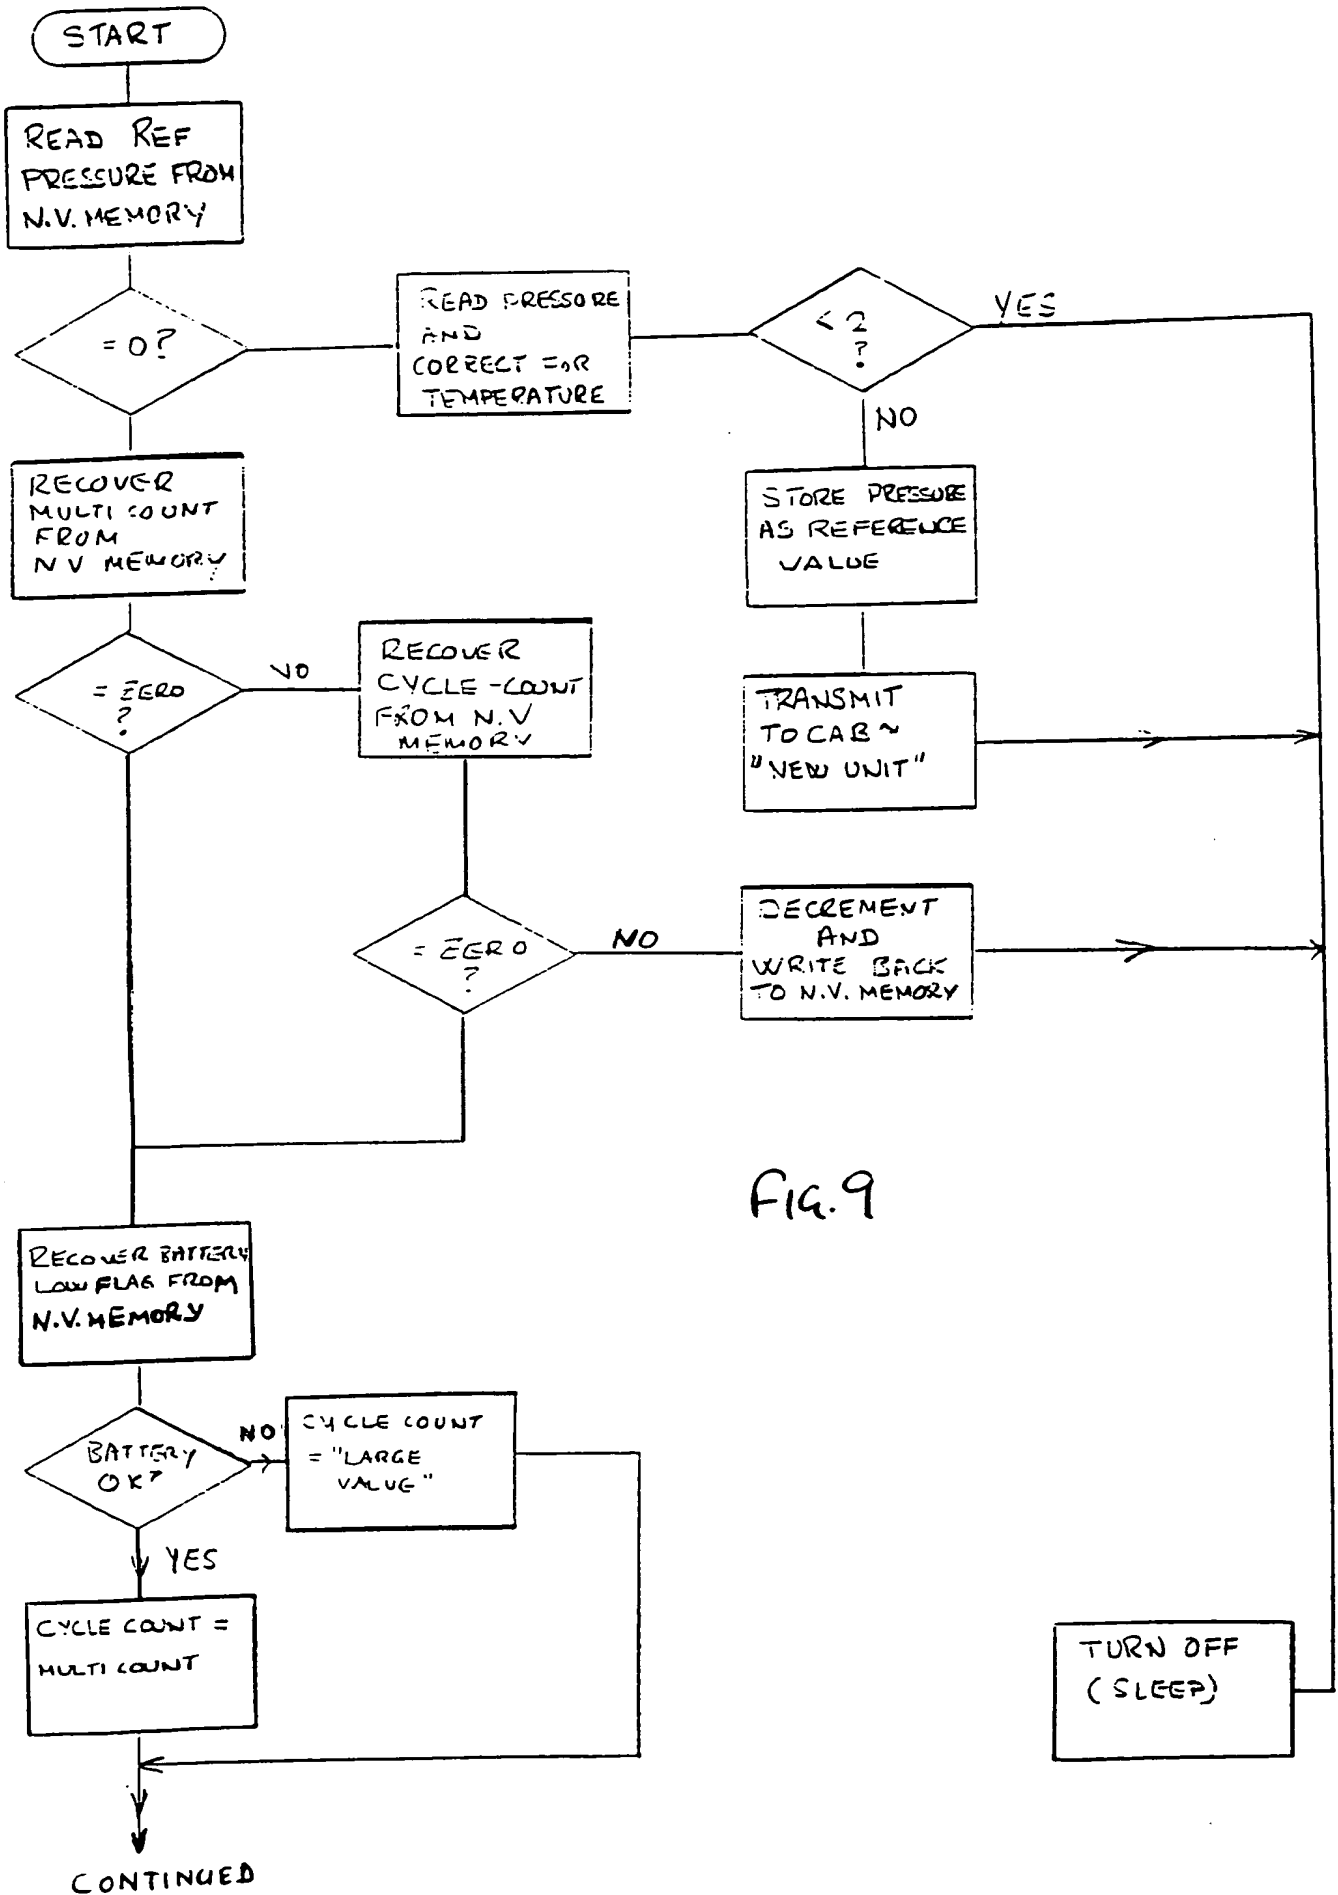 START
READ REF
PRESSURE FROM
N.V. MEMORY
= 0?
READ PRESSURE
AND
CORRECT FOR
TEMPERATURE
< 2
?
YES
NO
STORE PRESSURE
AS REFERENCE
VALUE
TRANSMIT
TO CAB ~
"NEW UNIT"
RECOVER
MULTI COUNT
FROM
N V MEMORY
= ZERO
?
NO
RECOVER
CYCLE-COUNT
FROM N.V
MEMORY
= ZERO
?
NO
DECREMENT
AND
WRITE BACK
TO N.V. MEMORY
FIG. 9
RECOVER BATTERY
LOW FLAG FROM
N.V. MEMORY
BATTERY
OK?
NO
CYCLE COUNT
= "LARGE
VALUE"
YES
CYCLE COUNT =
MULTI COUNT
TURN OFF
(SLEEP)
CONTINUED